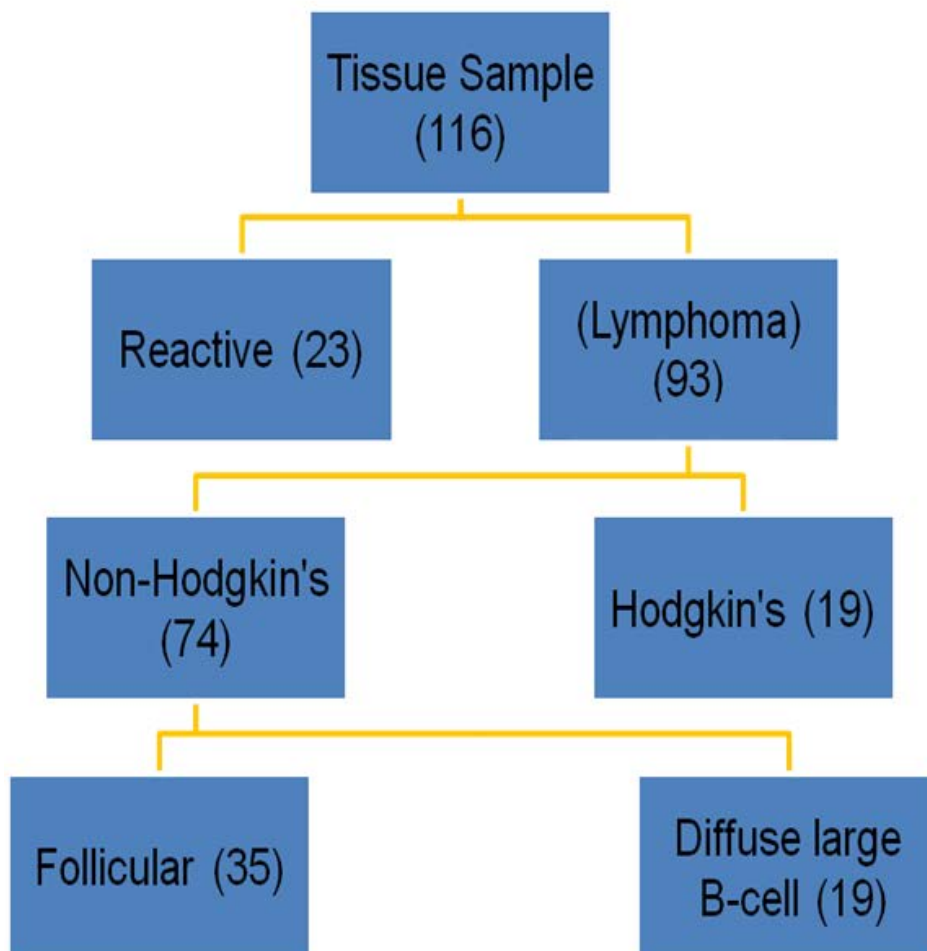 Tissue Sample
(116)
Reactive (23)
(Lymphoma)
(93)
Non-Hodgkin's
(74)
Hodgkin's (19)
Follicular (35)
Diffuse large
B-cell (19)